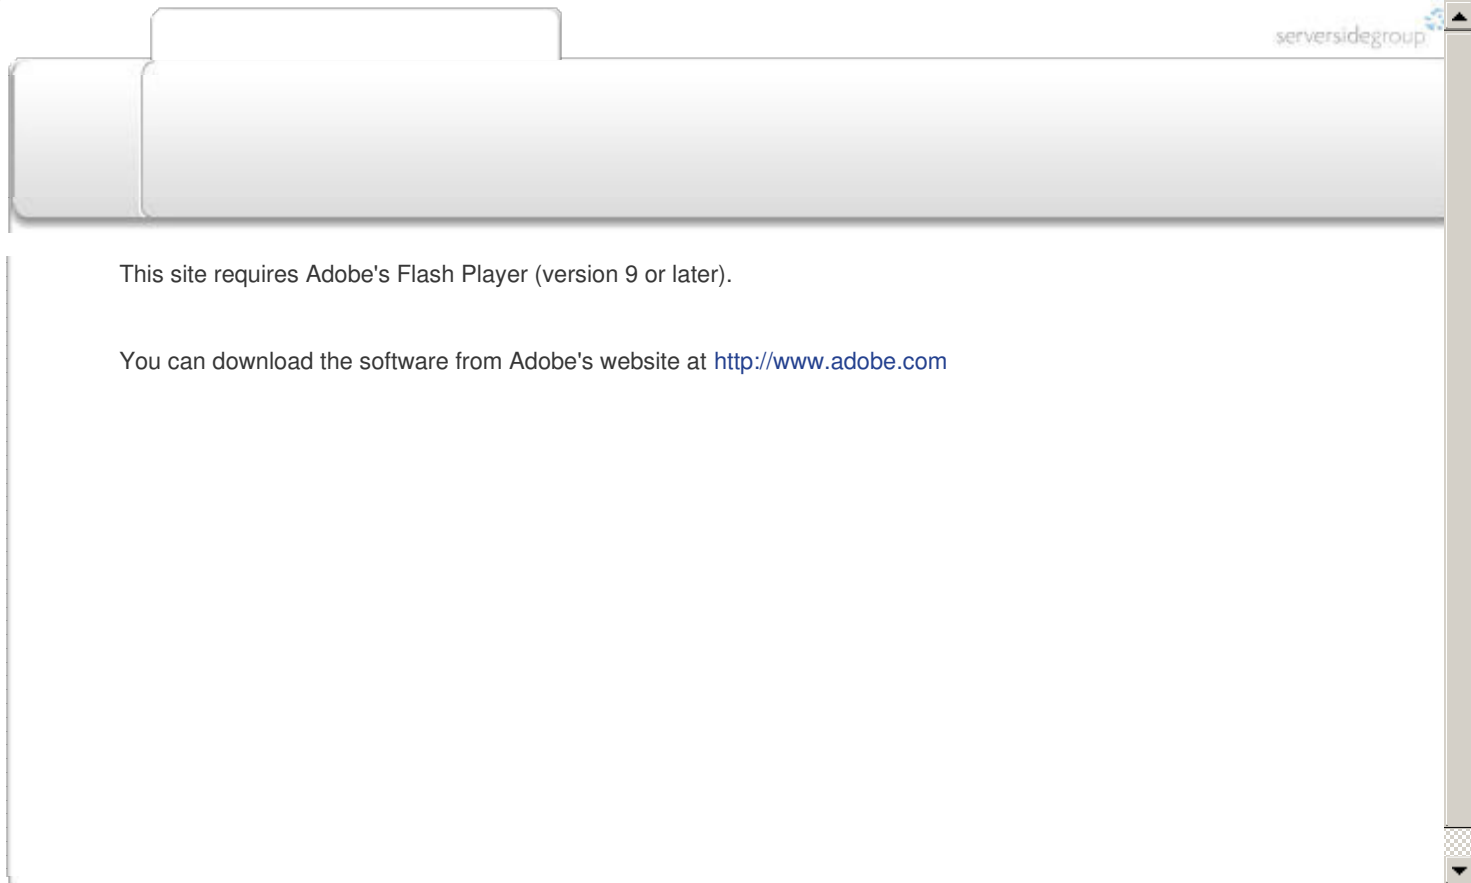 serversidegroup
This site requires Adobe's Flash Player (version 9 or later).
You can download the software from Adobe's website at http://www.adobe.com